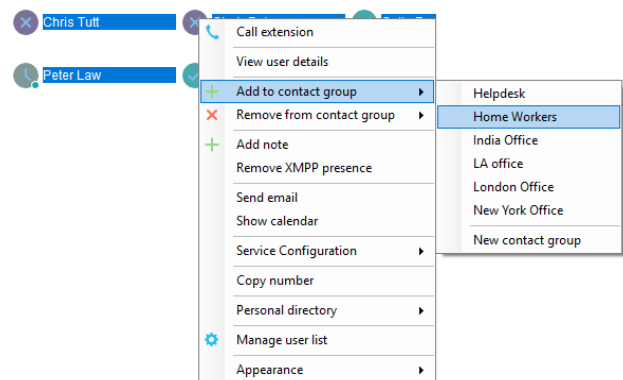 Chris Tutt
Peter Law
Call extension
View user details
Add to contact group
Remove from contact group
Add note
Remove XMPP presence
Send email
Show calendar
Service Configuration
Copy number
Personal directory
Manage user list
Appearance
Helpdesk
Home Workers
India Office
LA office
London Office
New York Office
New contact group